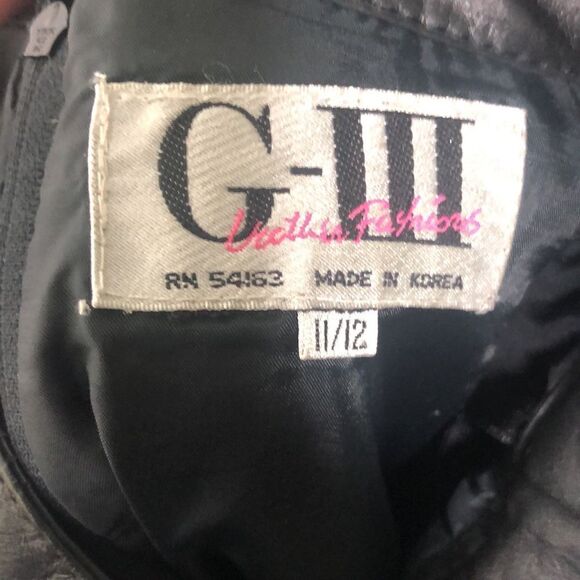 G-III
Leather Fashions
RN 54163 MADE IN KOREA
11/12